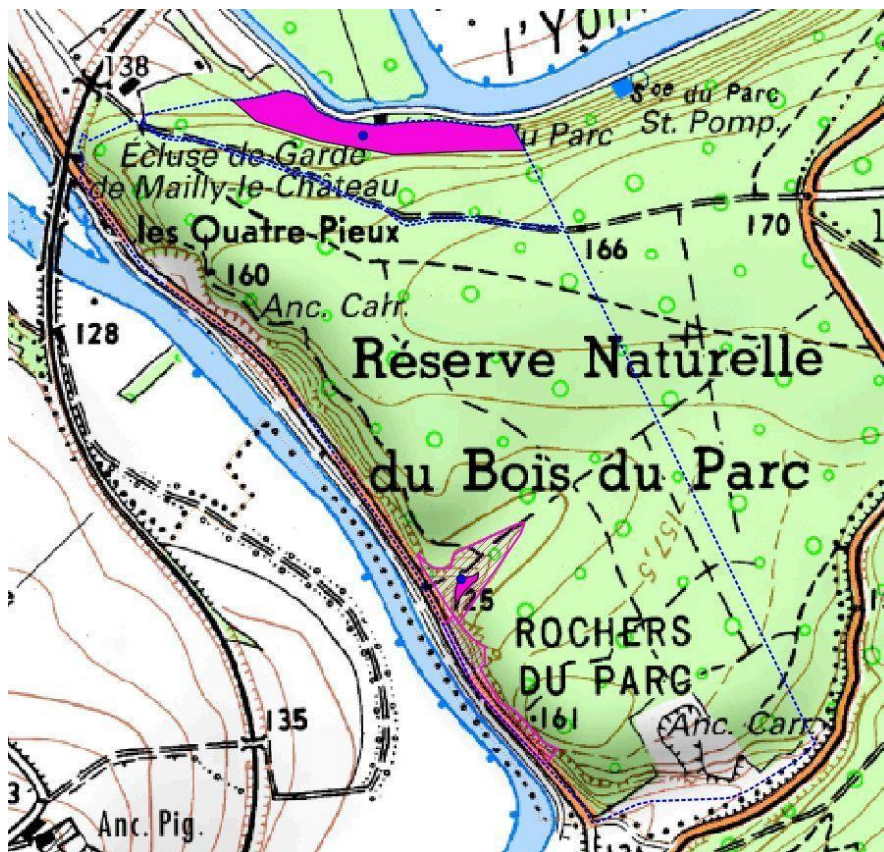 l'Yon
138
Sce du Parc
St. Pomp.
du Parc
Écluse de Garde
de Mailly-le-Château
les Quatre-Pieux
166
170
160
Anc. Carr.
128
Réserve Naturelle
du Bois du Parc
157,5
125
ROCHERS
DU PARC
161
Anc. Carr.
135
Anc. Pig.